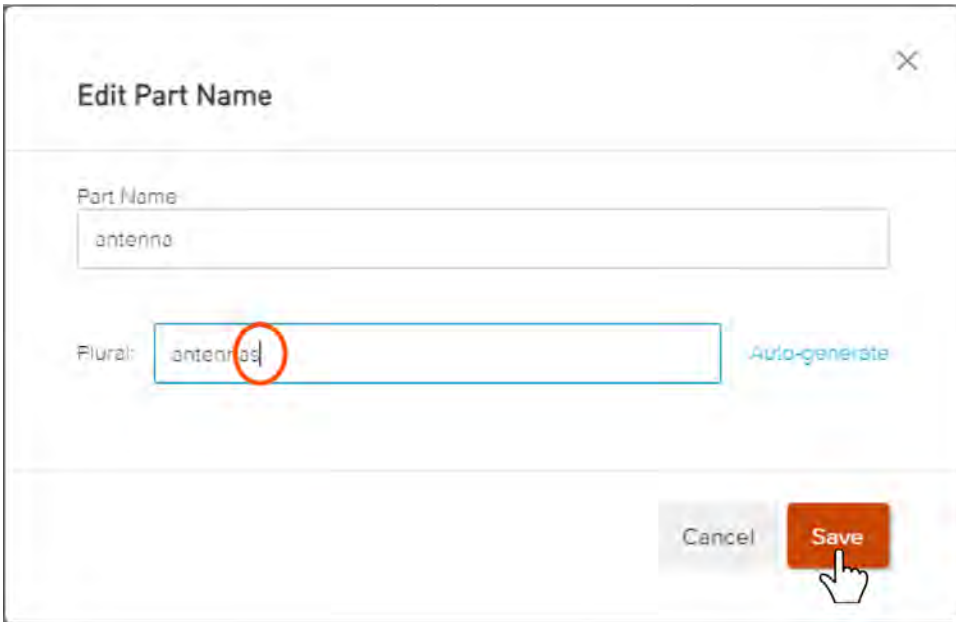 Edit Part Name
Part Name
antenna
Plural: antennas Auto-generate
Cancel Save